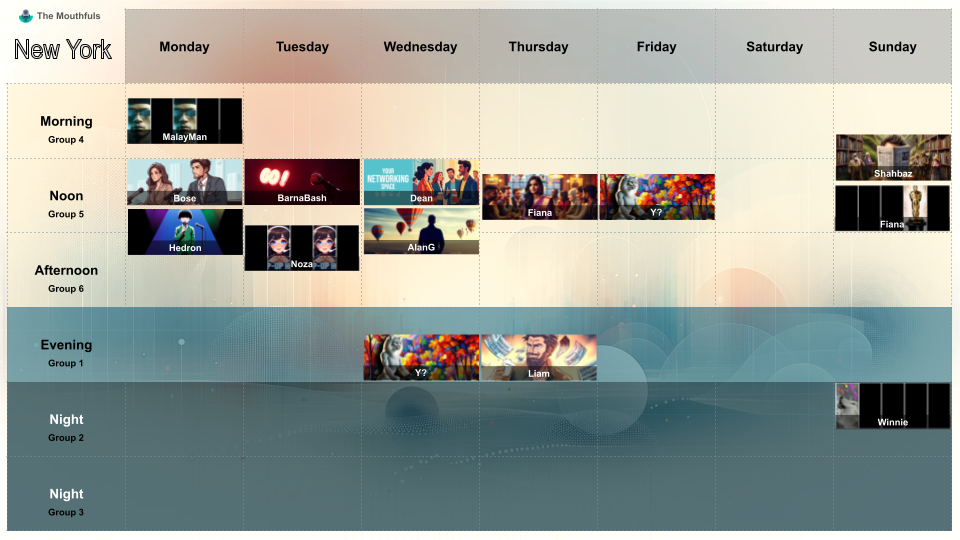 The Mouthfuls
New York
Monday
Tuesday
Wednesday
Thursday
Friday
Saturday
Sunday
Morning
Group 4
MalayMan
Shahbaz
Noon
Group 5
Bose
GO!
BarnaBash
YOUR
NETWORKING
SPACE
Dean
Fiana
Y?
Fiana
Hedron
Noza
AlanG
Afternoon
Group 6
Evening
Group 1
Y?
Liam
Night
Group 2
Winnie
Night
Group 3